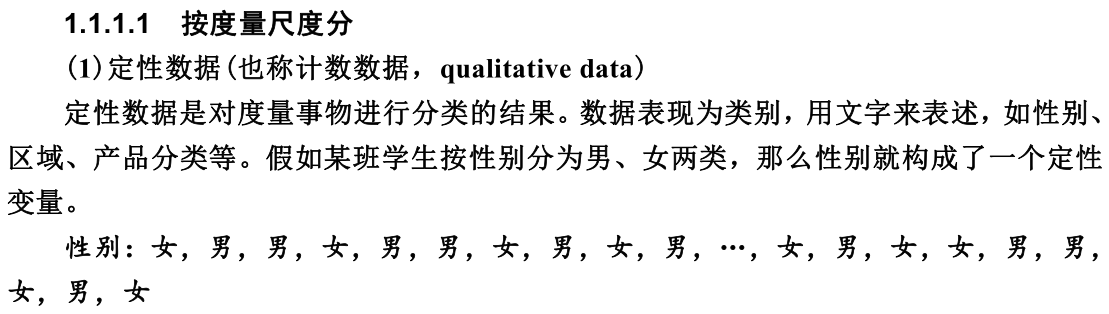 1.1.1.1 按度量尺度分
(1)定性数据(也称计数数据，qualitative data)
定性数据是对度量事物进行分类的结果。数据表现为类别，用文字来表述，如性别、
区域、产品分类等。假如某班学生按性别分为男、女两类，那么性别就构成了一个定性
变量。
性别：女，男，男，女，男，男，女，男，女，男，…，女，男，女，女，男，男，
女，男，女